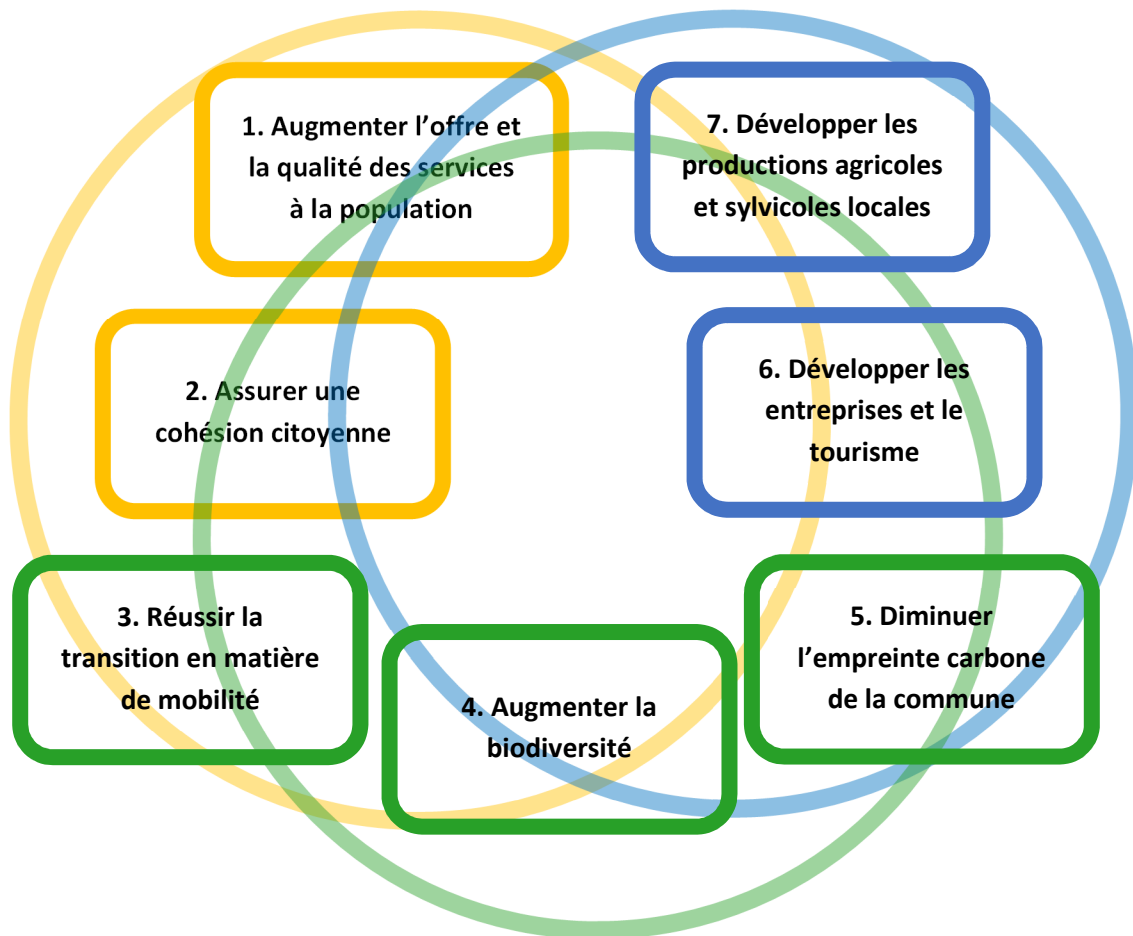 1. Augmenter l’offre et
la qualité des services
à la population
7. Développer les
productions agricoles
et sylvicoles locales
2. Assurer une
cohésion citoyenne
6. Développer les
entreprises et le
tourisme
3. Réussir la
transition en matière
de mobilité
4. Augmenter la
biodiversité
5. Diminuer
l’empreinte carbone
de la commune